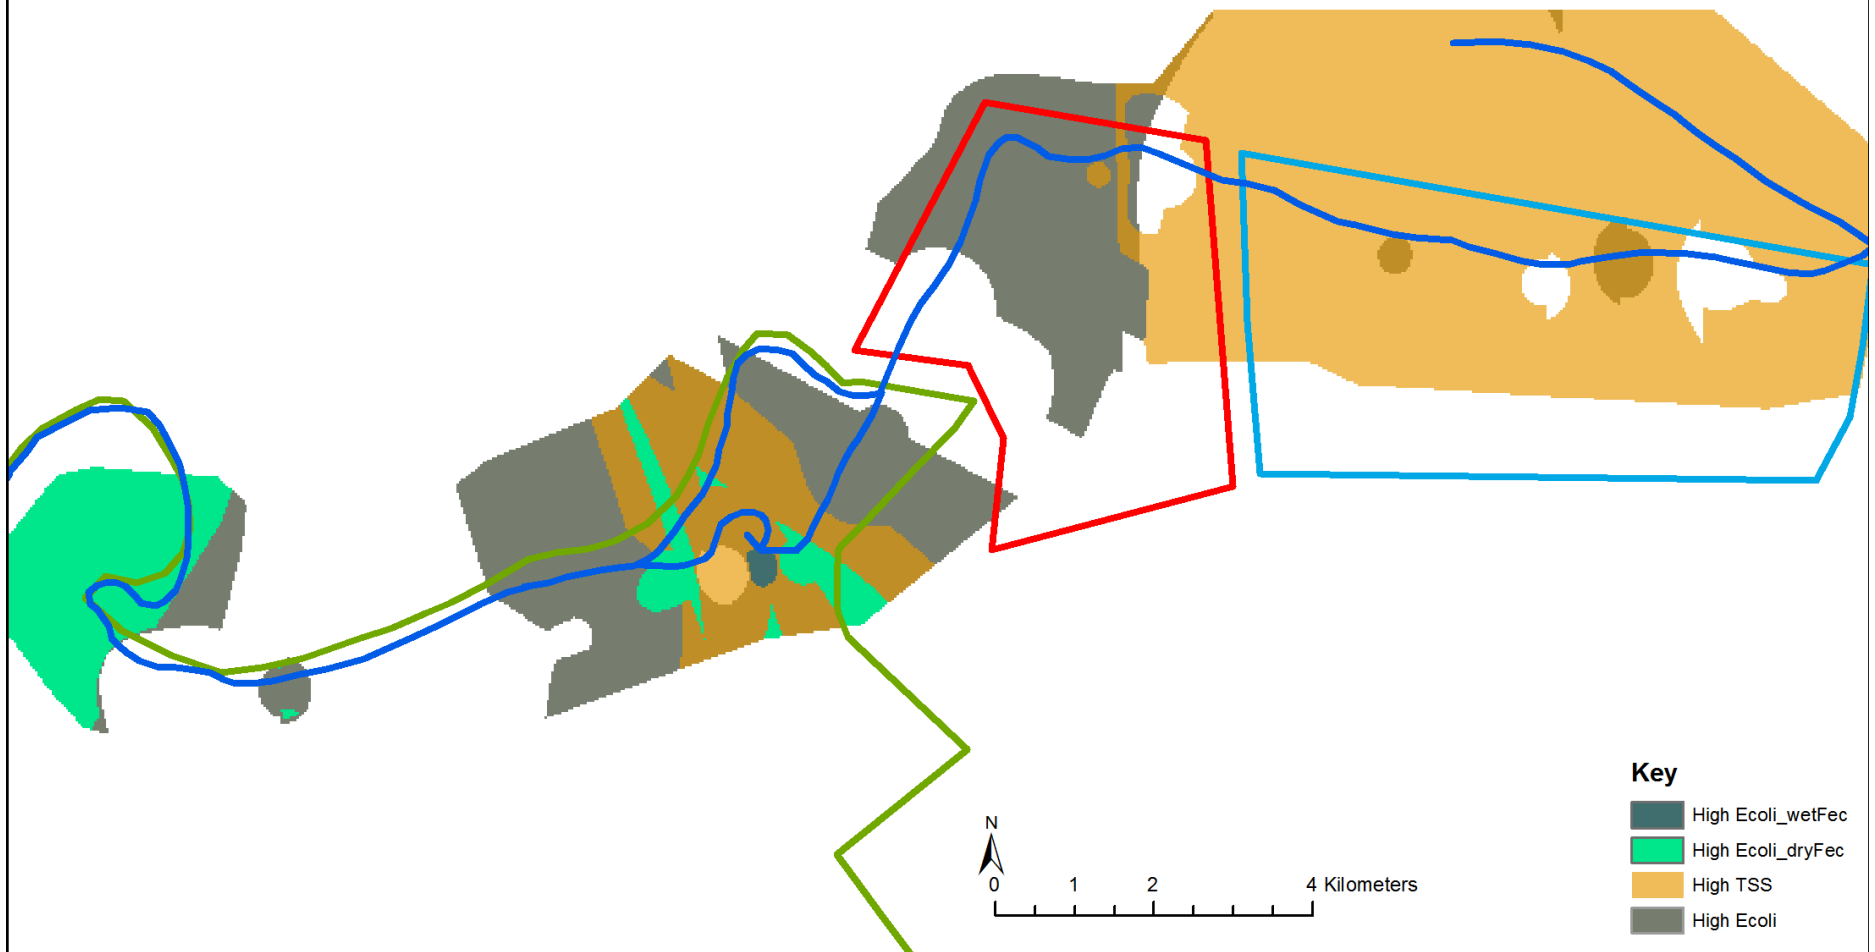 Key
High Ecoli_wetFec
High Ecoli_dryFec
High TSS
High Ecoli
N
0 1 2 4 Kilometers